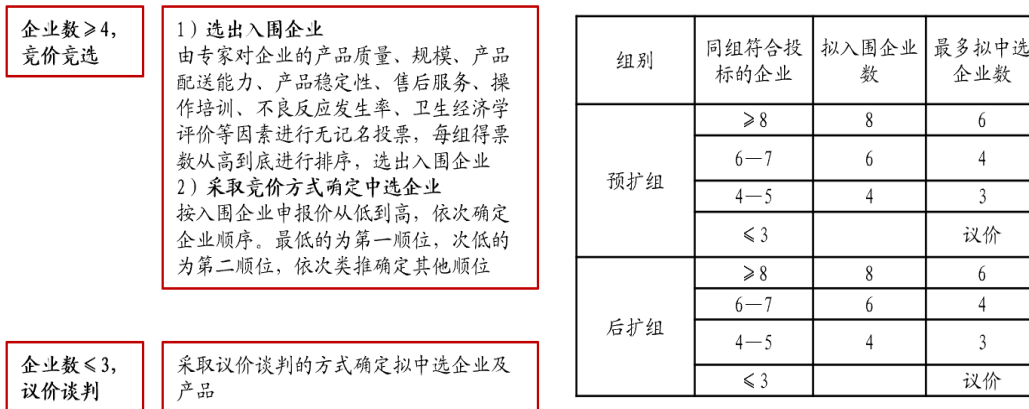 企业数≥4,
竞价竞选
1）选出入围企业
由专家对企业的产品质量、规模、产品
配送能力、产品稳定性、售后服务、操
作培训、不良反应发生率、卫生经济学
评价等因素进行无记名投票，每组得票
数从高到底进行排序，选出入围企业
2）采取竞价方式确定中选企业
按入围企业申报价从低到高，依次确定
企业顺序。最低的为第一顺位，次低的
为第二顺位，依次类推确定其他顺位
企业数≤3,
议价谈判
采取议价谈判的方式确定拟中选企业及
产品
组别 同组符合投标的企业 拟入围企业数 最多拟中选企业数
预扩组
≥8 8 6
6—7 6 4
4—5 4 3
≤3 议价
后扩组
≥8 8 6
6—7 6 4
4—5 4 3
≤3 议价